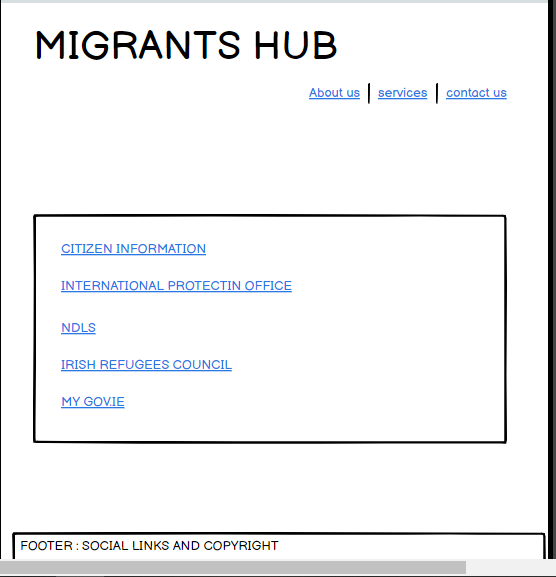 MIGRANTS HUB
About us | services | contact us
CITIZEN INFORMATION
INTERNATIONAL PROTECTIN OFFICE
NDLS
IRISH REFUGEES COUNCIL
MY GOV.IE
FOOTER : SOCIAL LINKS AND COPYRIGHT